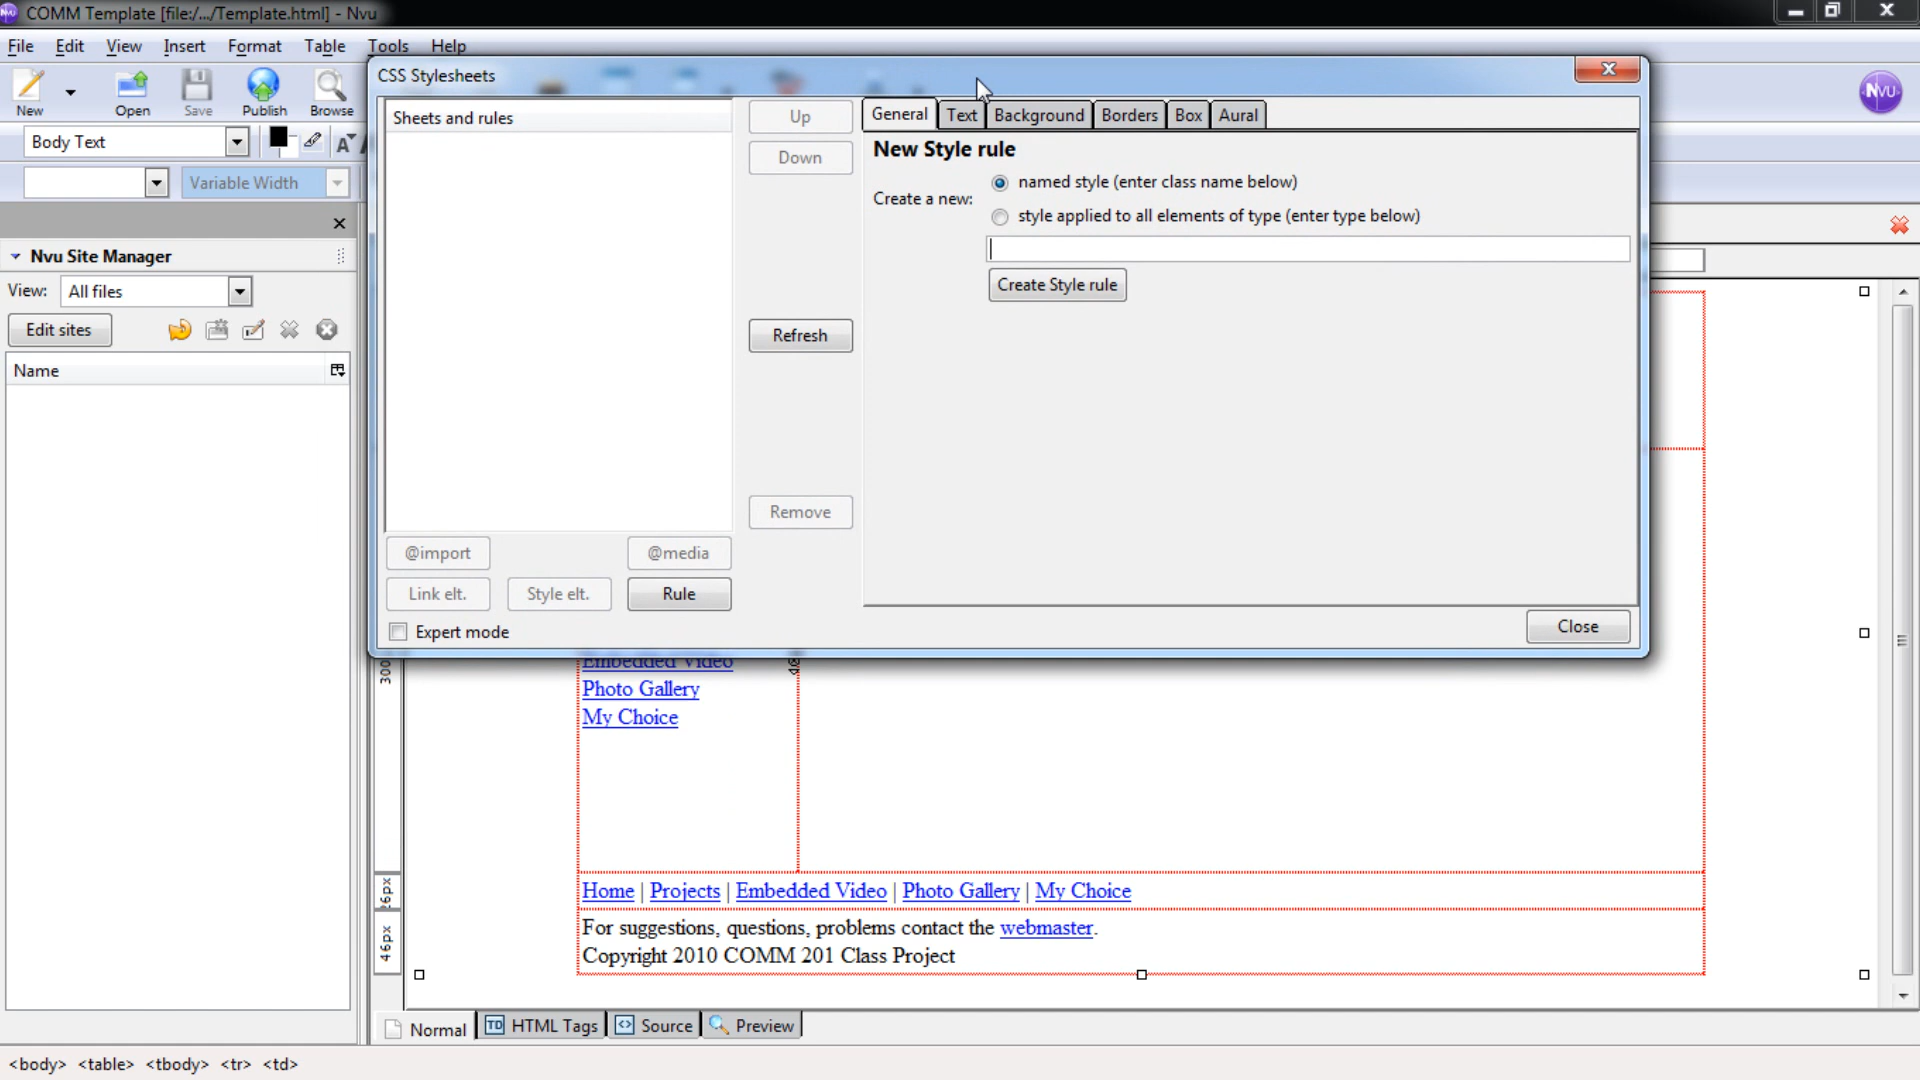 COMM Template [file:/.../Template.html] - Nvu
File Edit View Insert Format Table Tools Help
New Open Save Publish Browse
NVU
Body Text
Variable Width
Nvu Site Manager
View: All files
Edit sites
Name
CSS Stylesheets
Sheets and rules
Up
Down
Refresh
Remove
@import @media
Link elt. Style elt. Rule
Expert mode
General Text Background Borders Box Aural
New Style rule
Create a new:
named style (enter class name below)
style applied to all elements of type (enter type below)
Create Style rule
Close
Embedded Video
Photo Gallery
My Choice
Home | Projects | Embedded Video | Photo Gallery | My Choice
For suggestions, questions, problems contact the webmaster.
Copyright 2010 COMM 201 Class Project
300
26px
46px
Normal HTML Tags Source Preview
<body> <table> <tbody> <tr> <td>